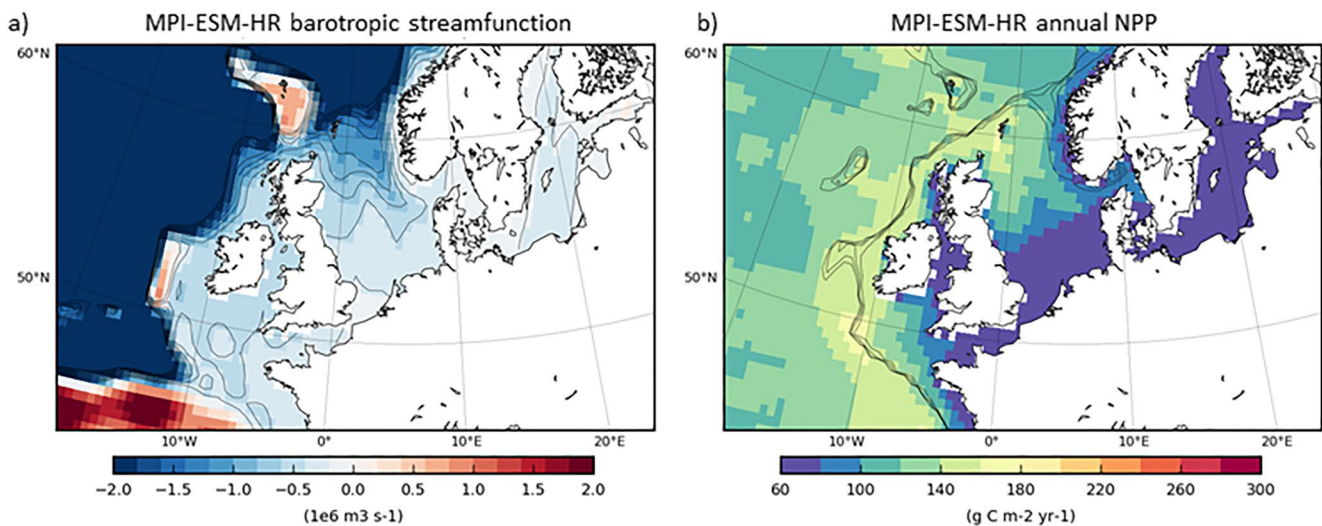 a) MPI-ESM-HR barotropic streamfunction
60°N
50°N
10°W 0° 10°E 20°E
−2.0 −1.5 −1.0 −0.5 0.0 0.5 1.0 1.5 2.0
(1e6 m3 s-1)
b) MPI-ESM-HR annual NPP
60°N
50°N
10°W 0° 10°E 20°E
60 100 140 180 220 260 300
(g C m-2 yr-1)